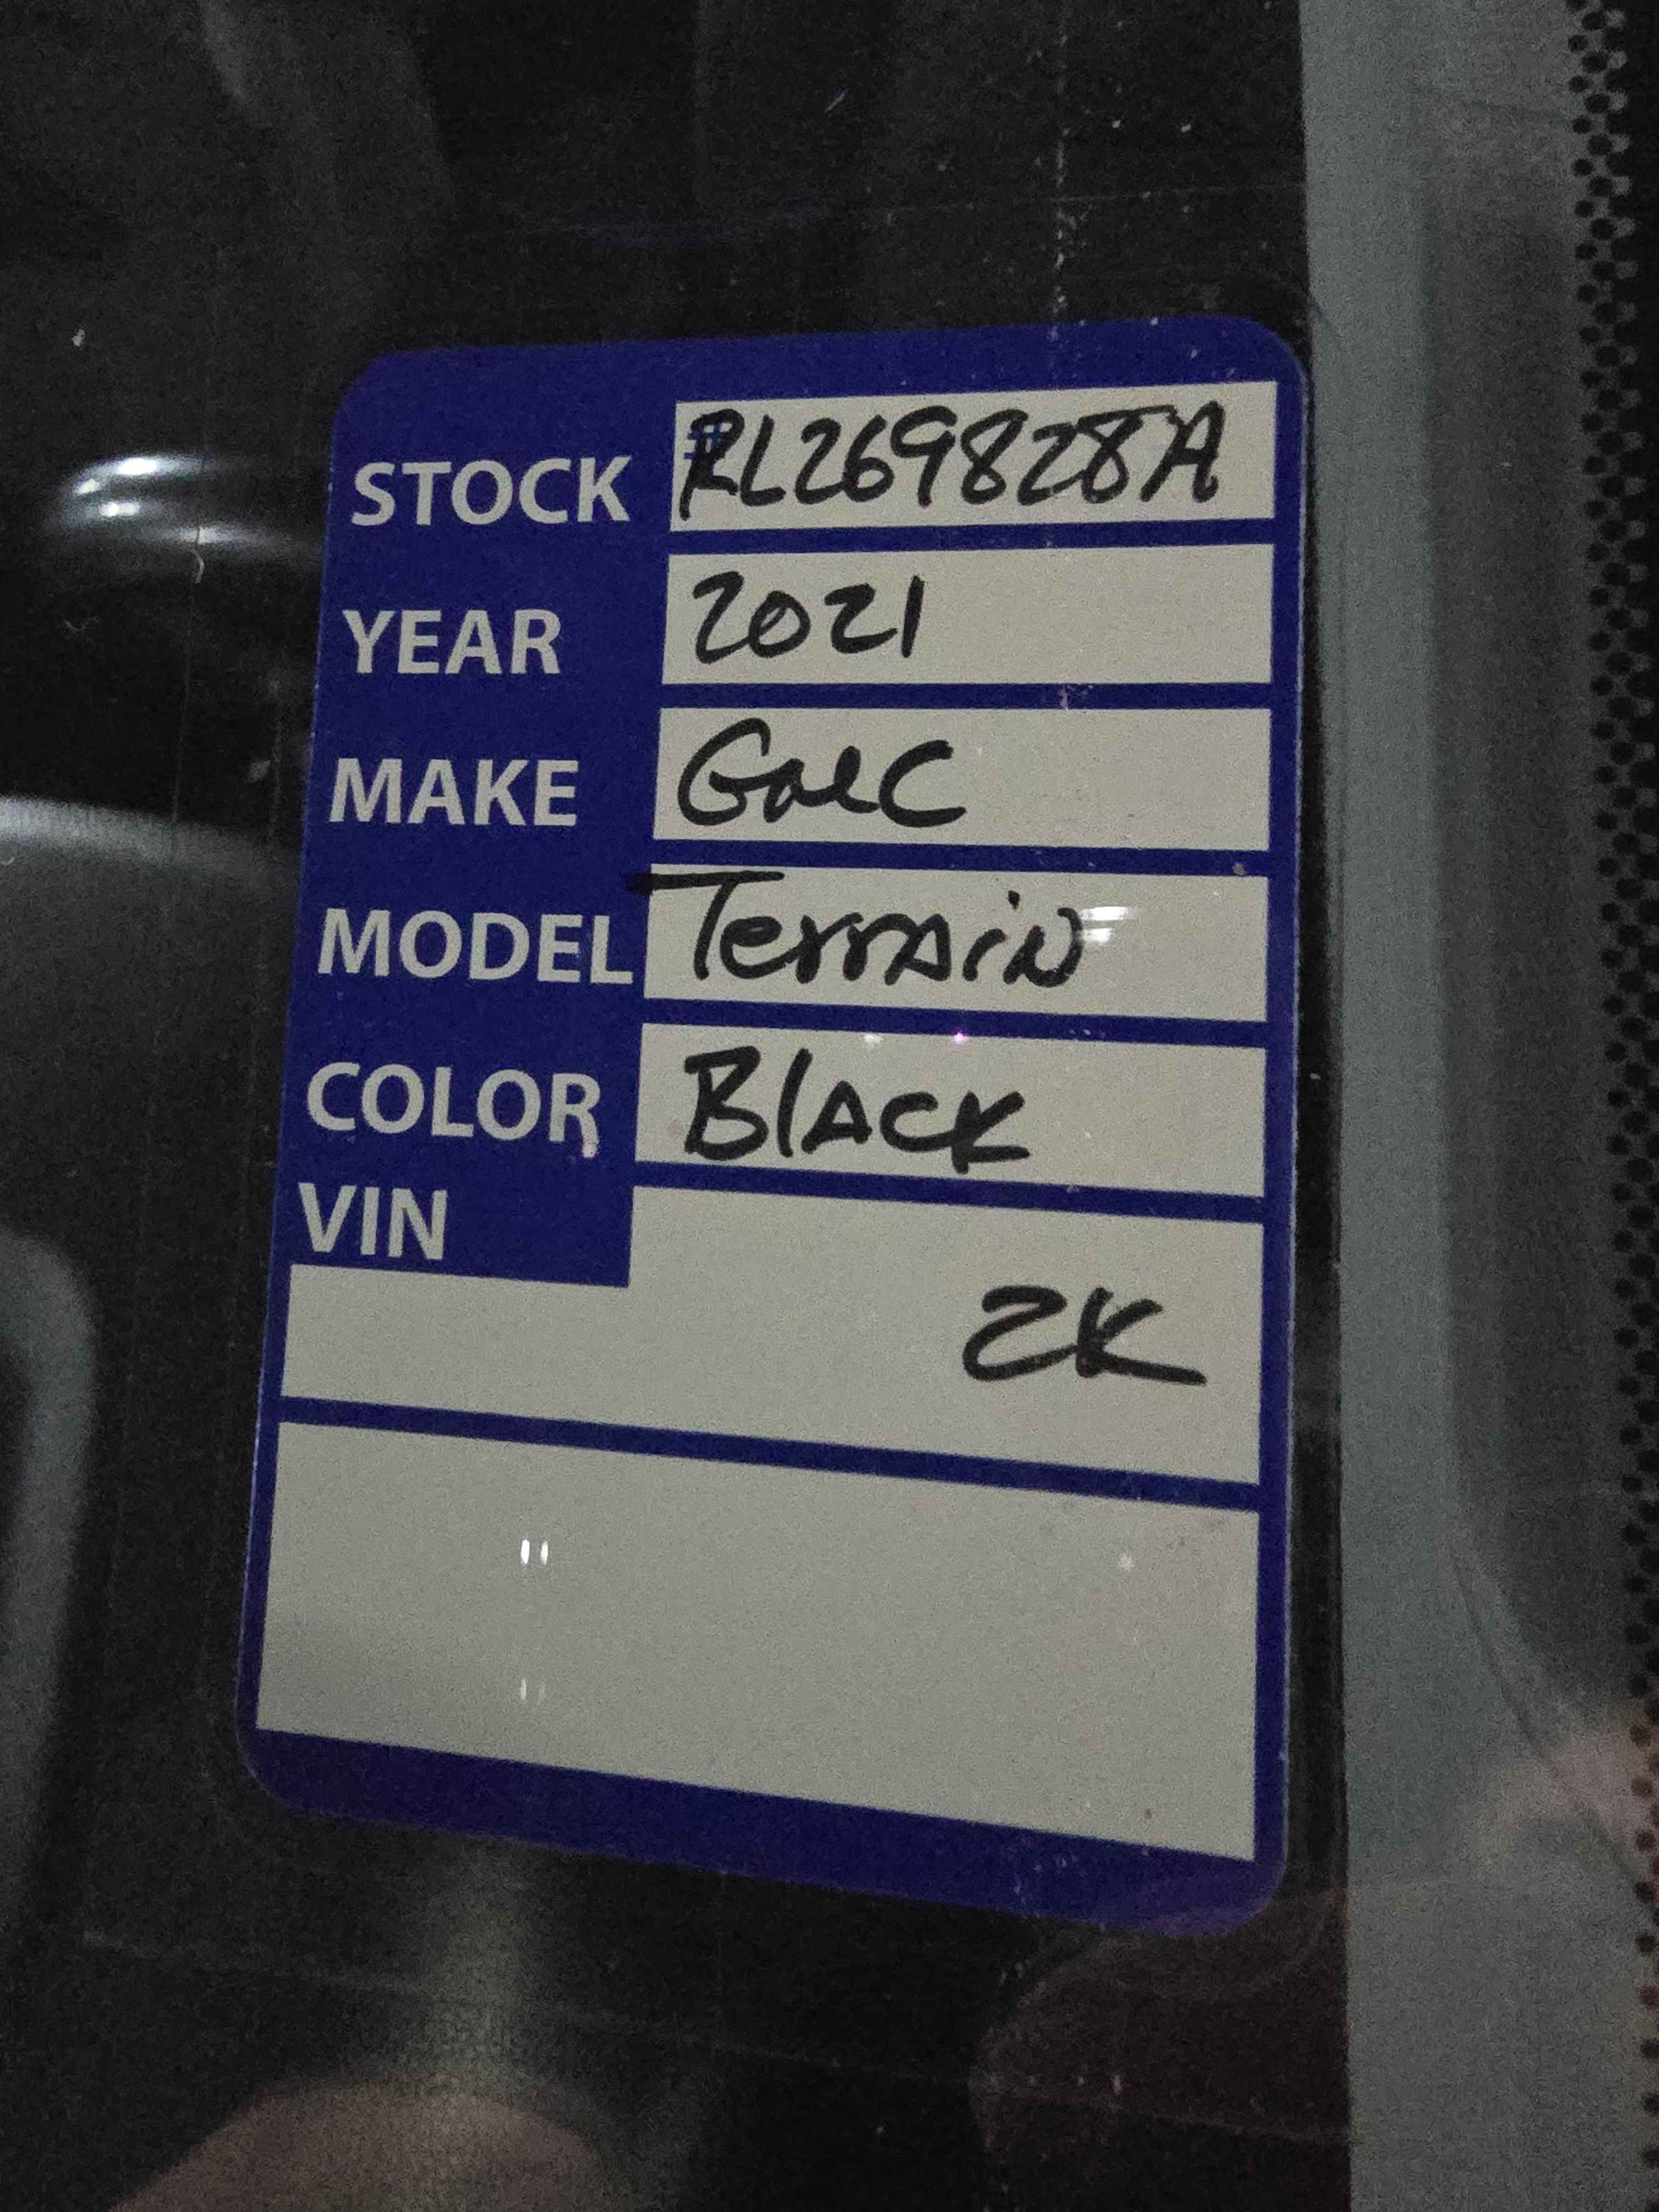 STOCK #RL269828A
YEAR 2021
MAKE GMC
MODEL Terrain
COLOR Black
VIN
2K